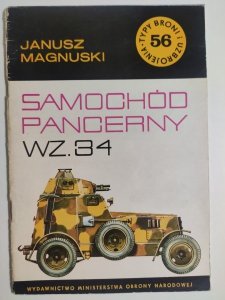 JANUSZ
MAGNUSKI
TYPY BRONI I UZBROJENIA
56
SAMOCHÓD
PANCERNY
WZ.34
WYDAWNICTWO MINISTERSTWA OBRONY NARODOWEJ